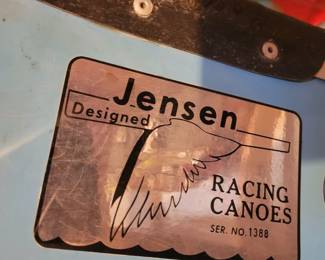 Jensen
Designed
RACING
CANOES
SER. NO. 1388